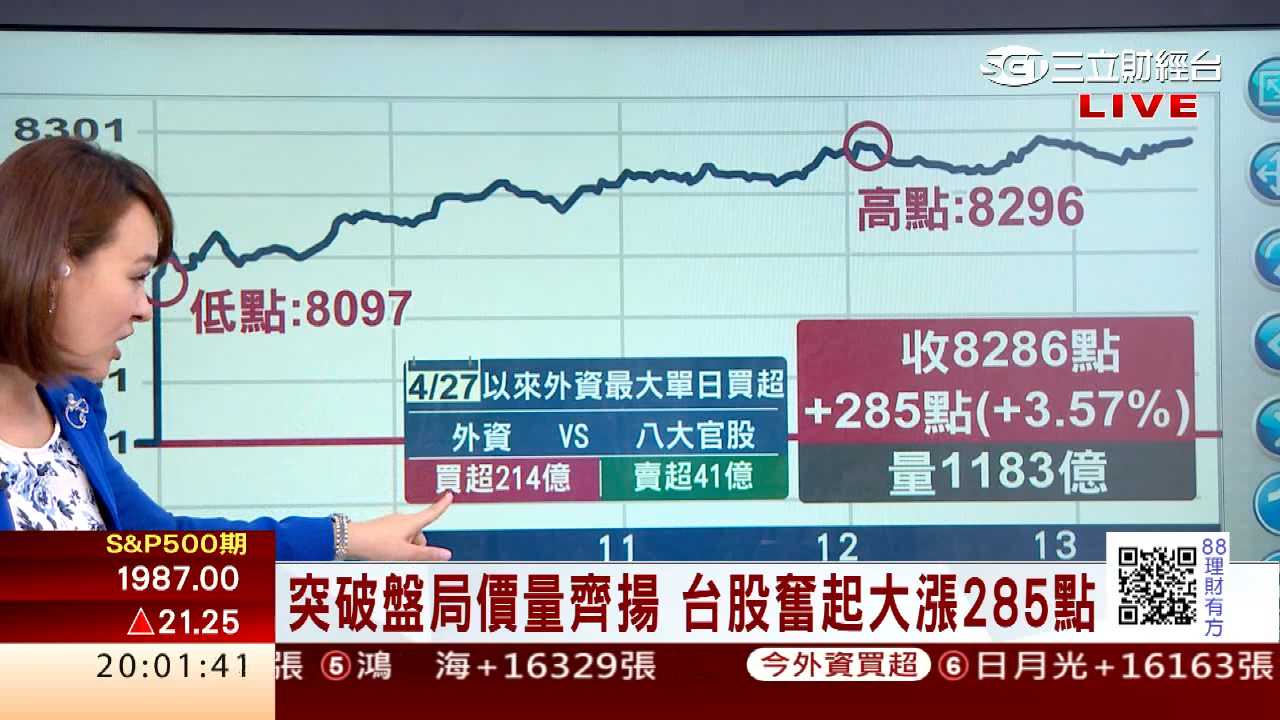 SET三立財經台
LIVE
8301
高點:8296
低點:8097
收8286點
+285點(+3.57%)
量1183億
4/27以來外資最大單日買超
外資 VS 八大官股
買超214億 賣超41億
11 12 13
S&P500期
1987.00
▲21.25
突破盤局價量齊揚 台股奮起大漲285點
88理財有方
20:01:41
張 ⑤鴻 海+16329張 今外資買超 ⑥日月光+16163張